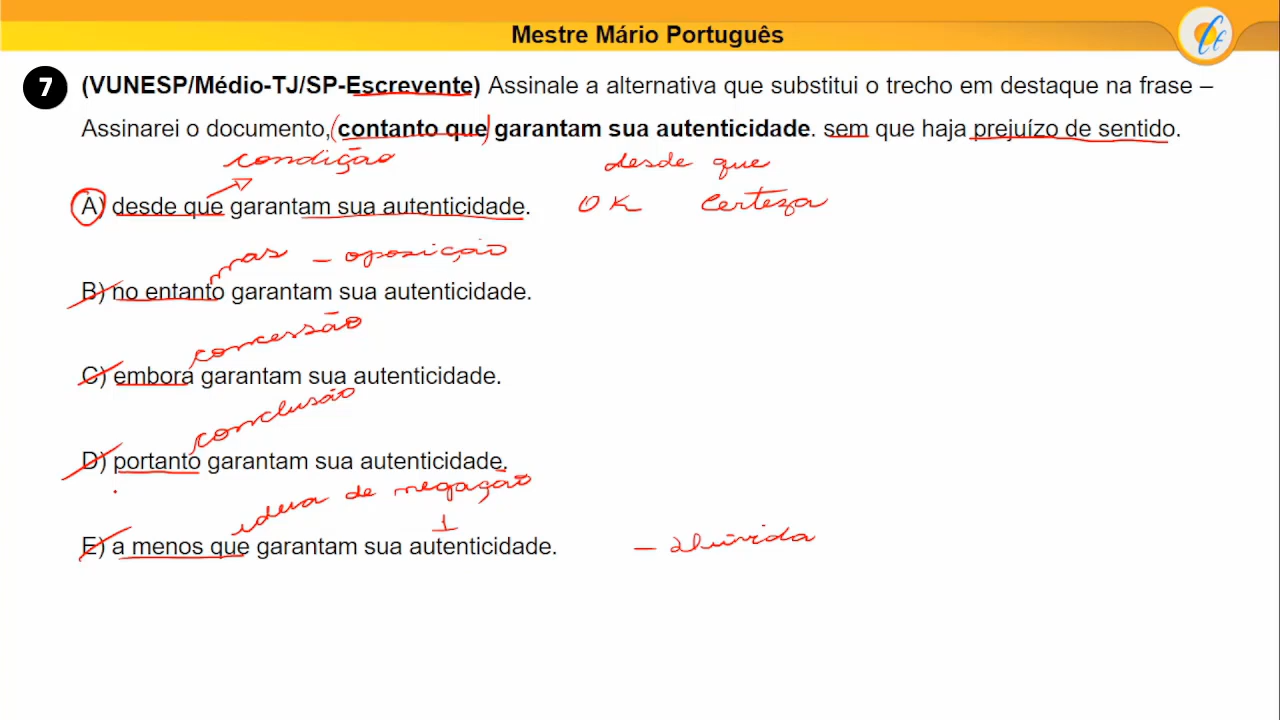 Mestre Mário Português
7 (VUNESP/Médio-TJ/SP-Escrevente) Assinale a alternativa que substitui o trecho em destaque na frase –
Assinarei o documento, (contanto que) garantam sua autenticidade. sem que haja prejuízo de sentido.
condição desde que
A) desde que garantam sua autenticidade. OK certeza
mas – oposição
B) no entanto garantam sua autenticidade.
concessão
C) embora garantam sua autenticidade.
conclusão
D) portanto garantam sua autenticidade.
ideia de negação
E) a menos que garantam sua autenticidade. – dúvida